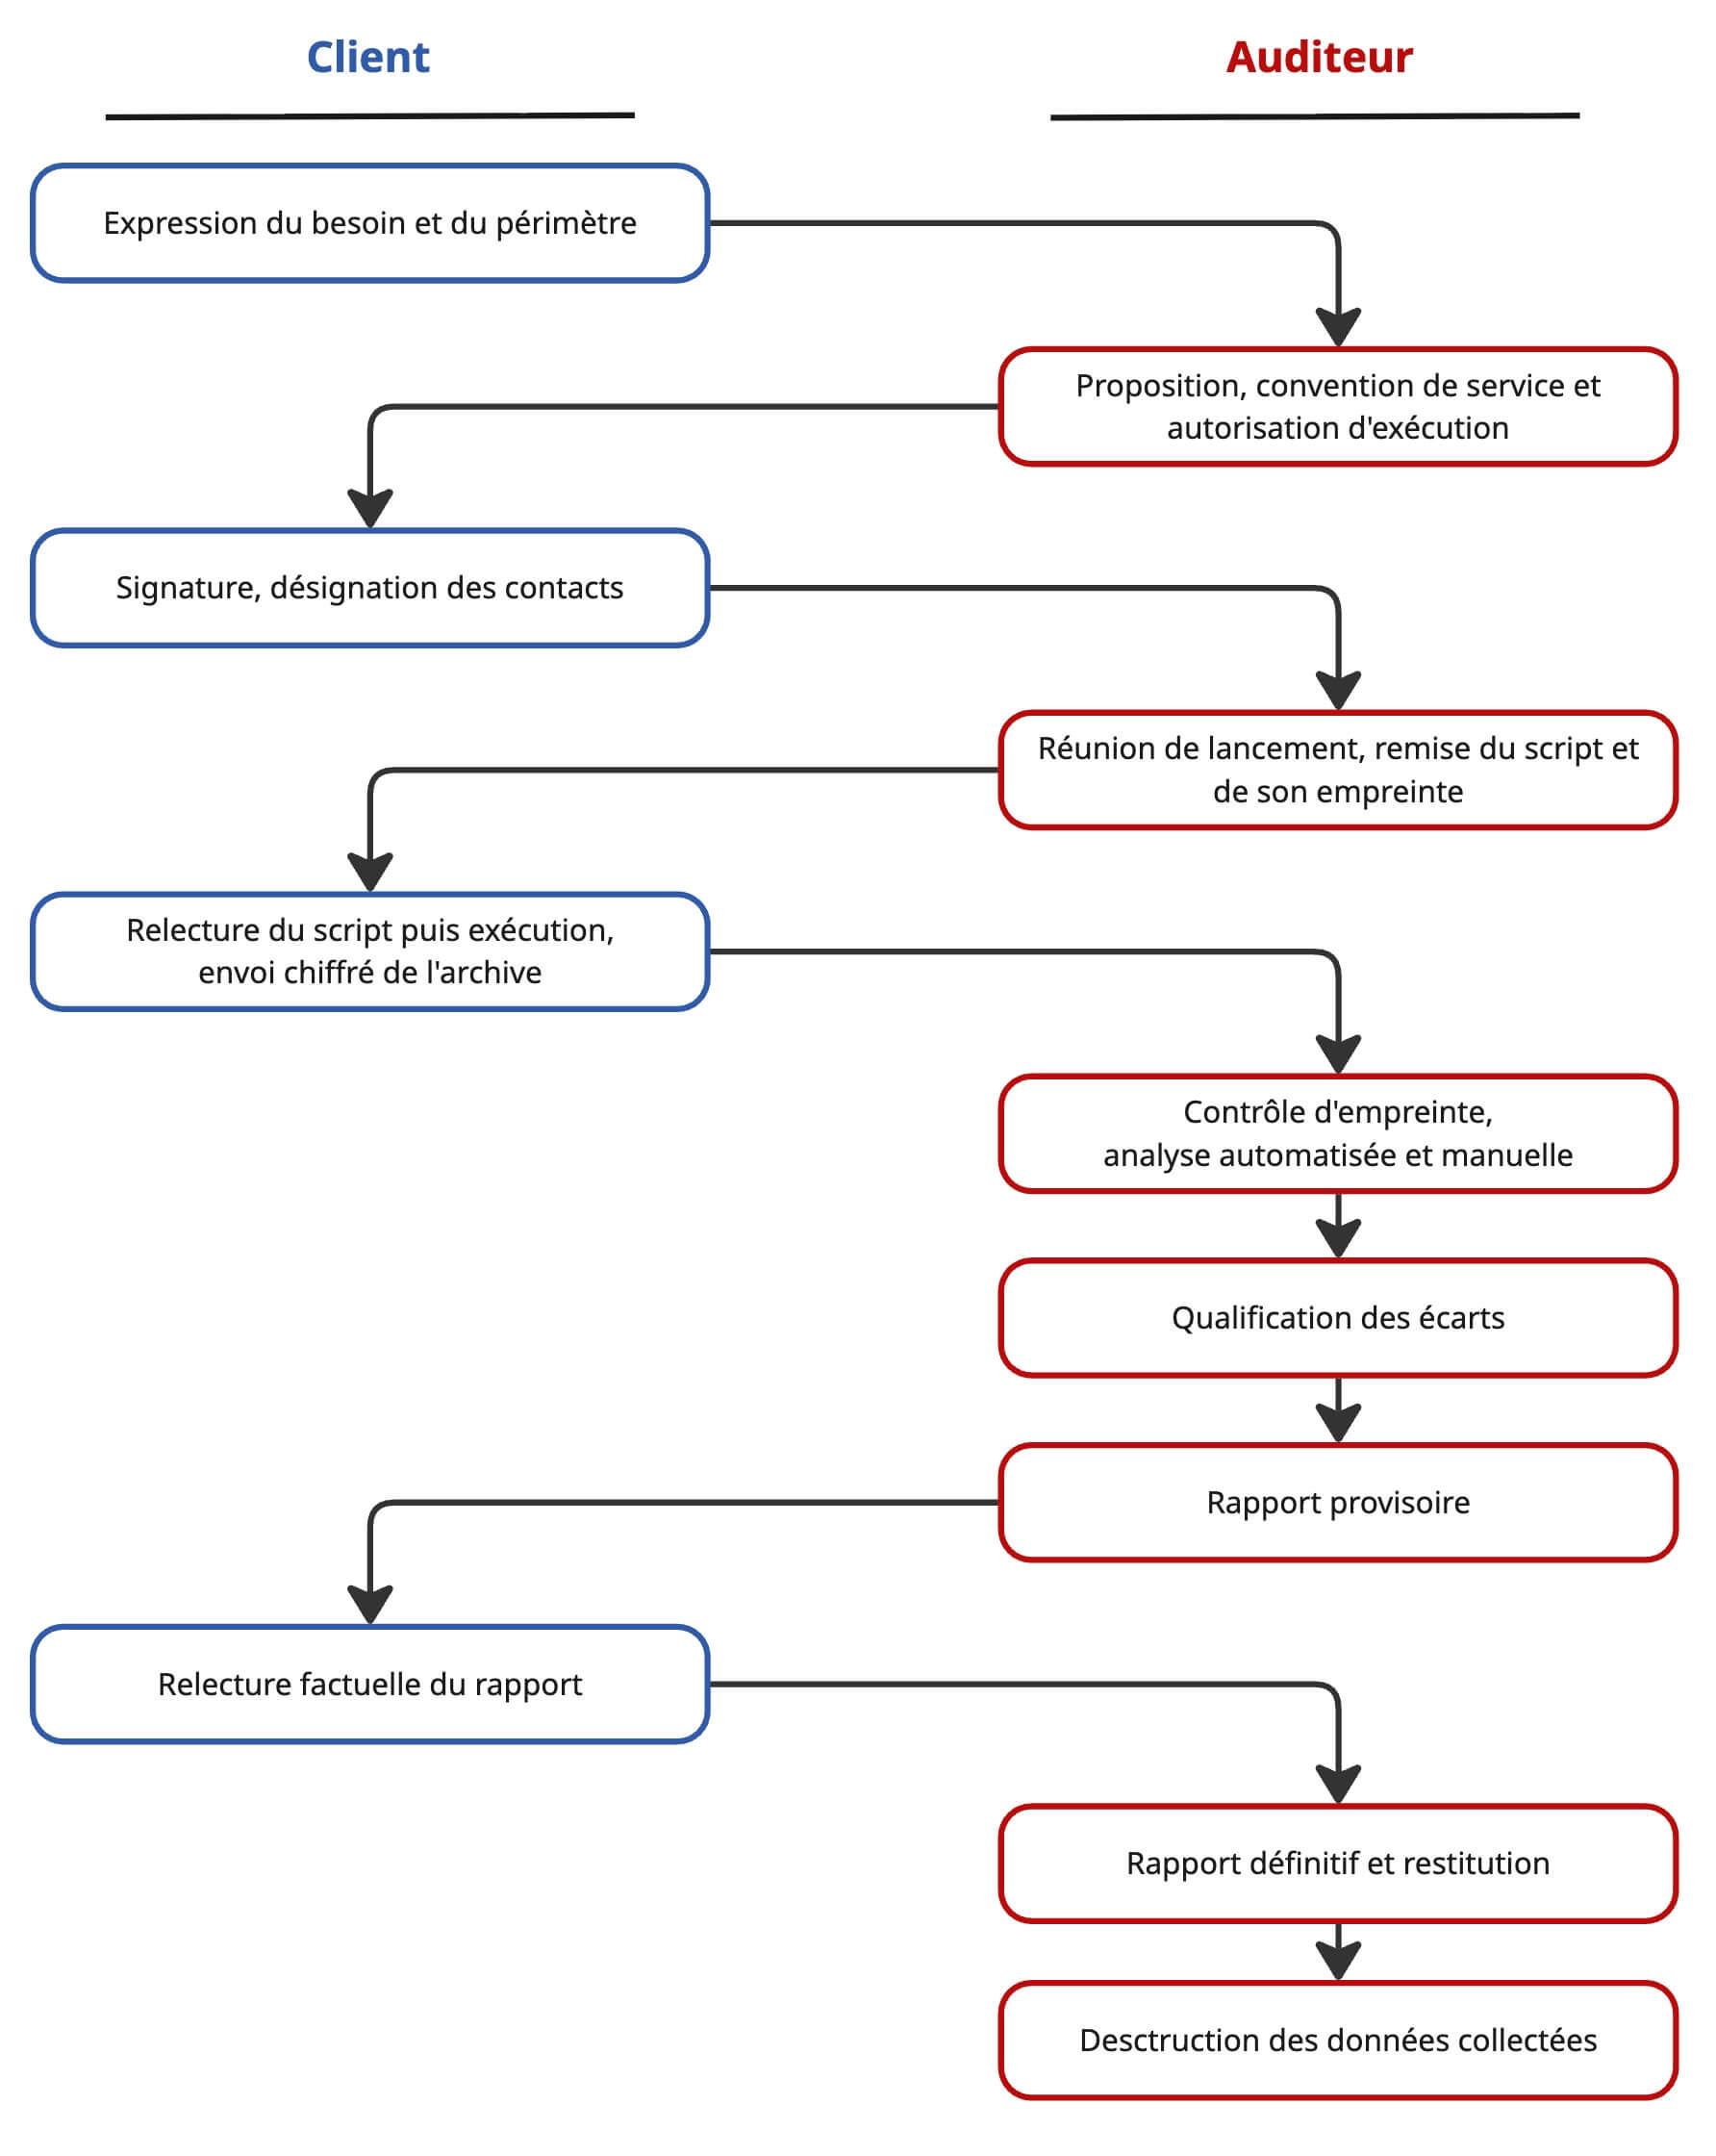 Client
Auditeur
Expression du besoin et du périmètre
Proposition, convention de service et
autorisation d'exécution
Signature, désignation des contacts
Réunion de lancement, remise du script et
de son empreinte
Relecture du script puis exécution,
envoi chiffré de l'archive
Contrôle d'empreinte,
analyse automatisée et manuelle
Qualification des écarts
Rapport provisoire
Relecture factuelle du rapport
Rapport définitif et restitution
Desctruction des données collectées